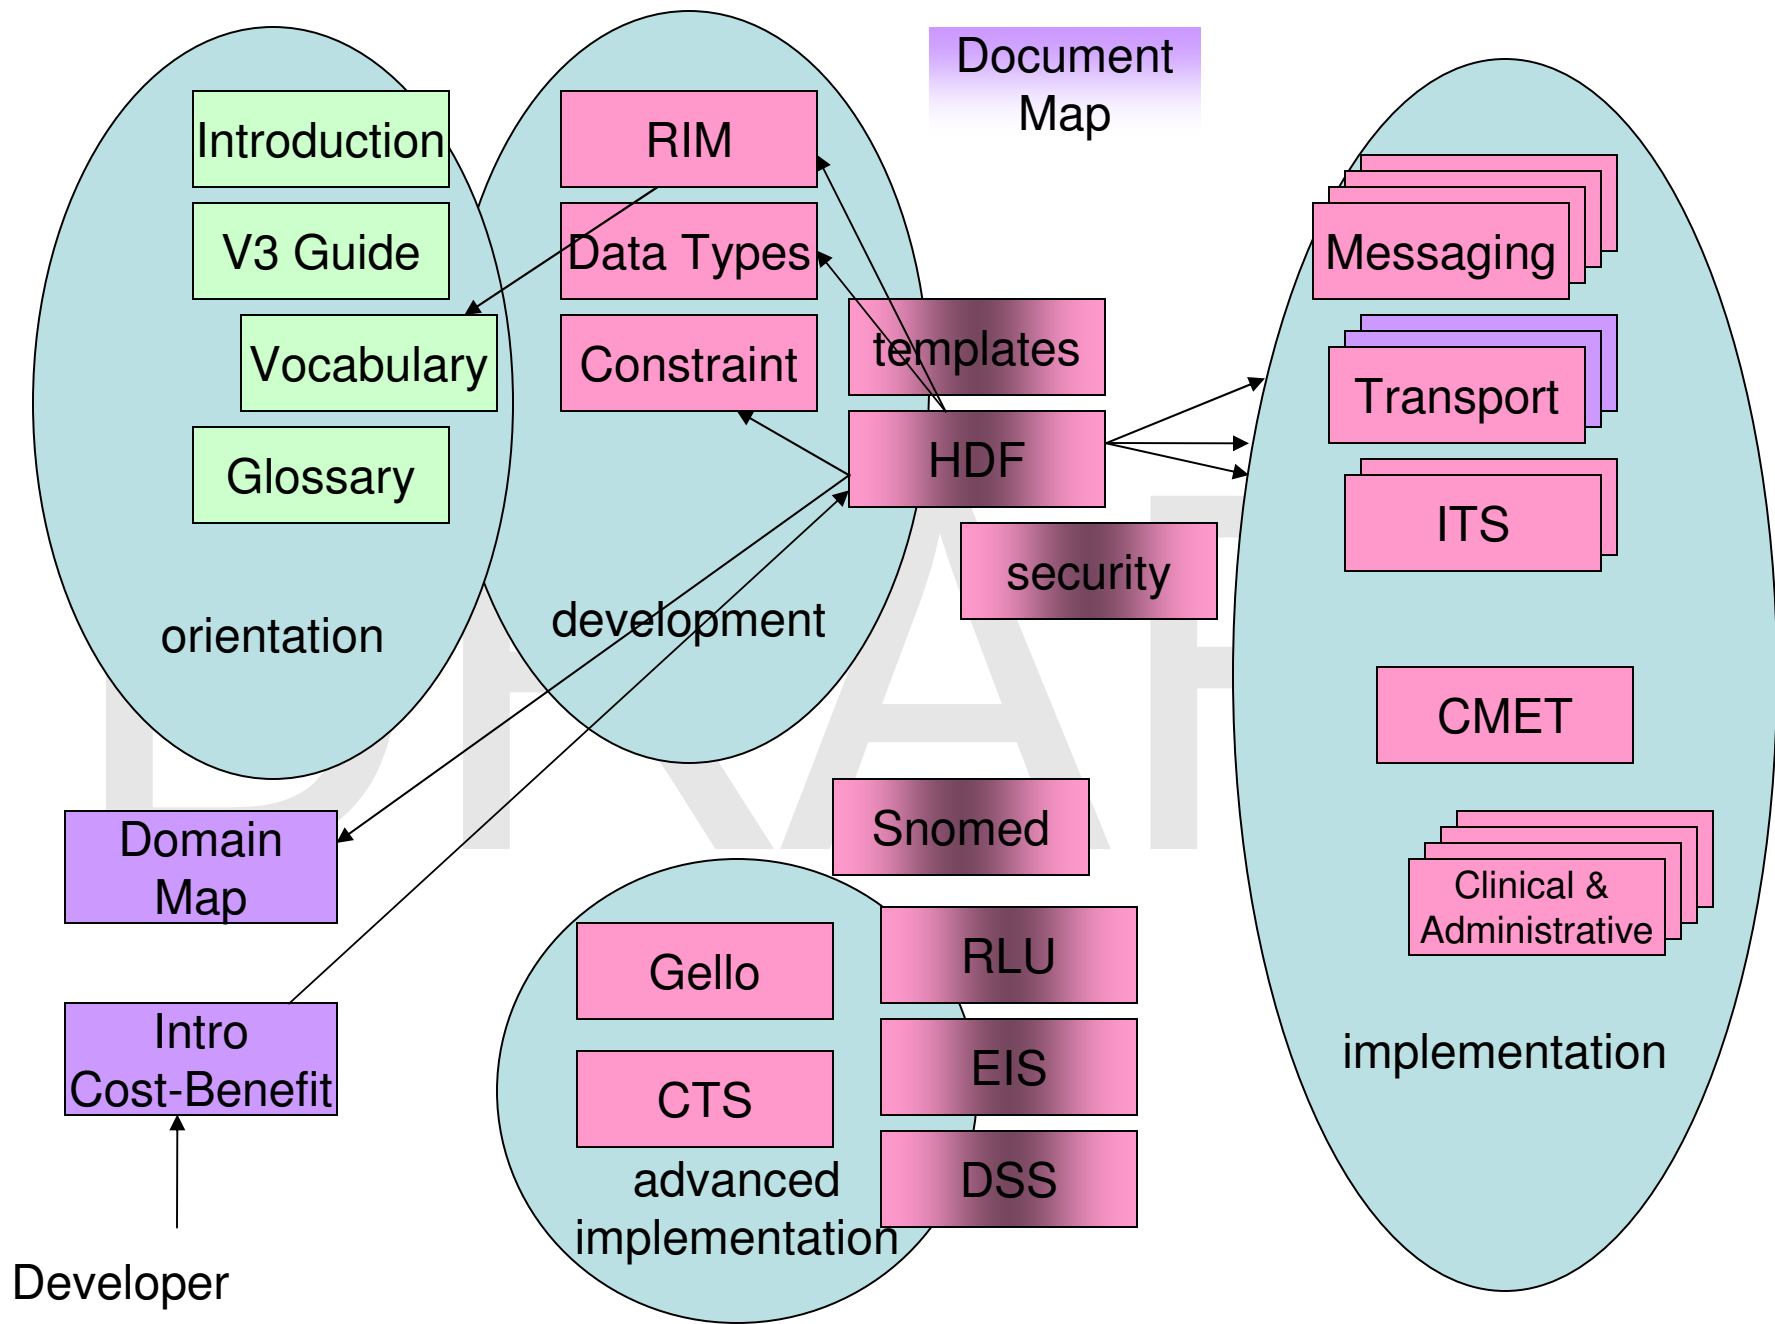 Document
Map
Introduction
V3 Guide
Vocabulary
Glossary
orientation
RIM
Data Types
Constraint
development
templates
HDF
security
Messaging
Transport
ITS
CMET
Clinical &
Administrative
implementation
Domain
Map
Intro
Cost-Benefit
Developer
Snomed
Gello
CTS
RLU
EIS
DSS
advanced
implementation
DRAF